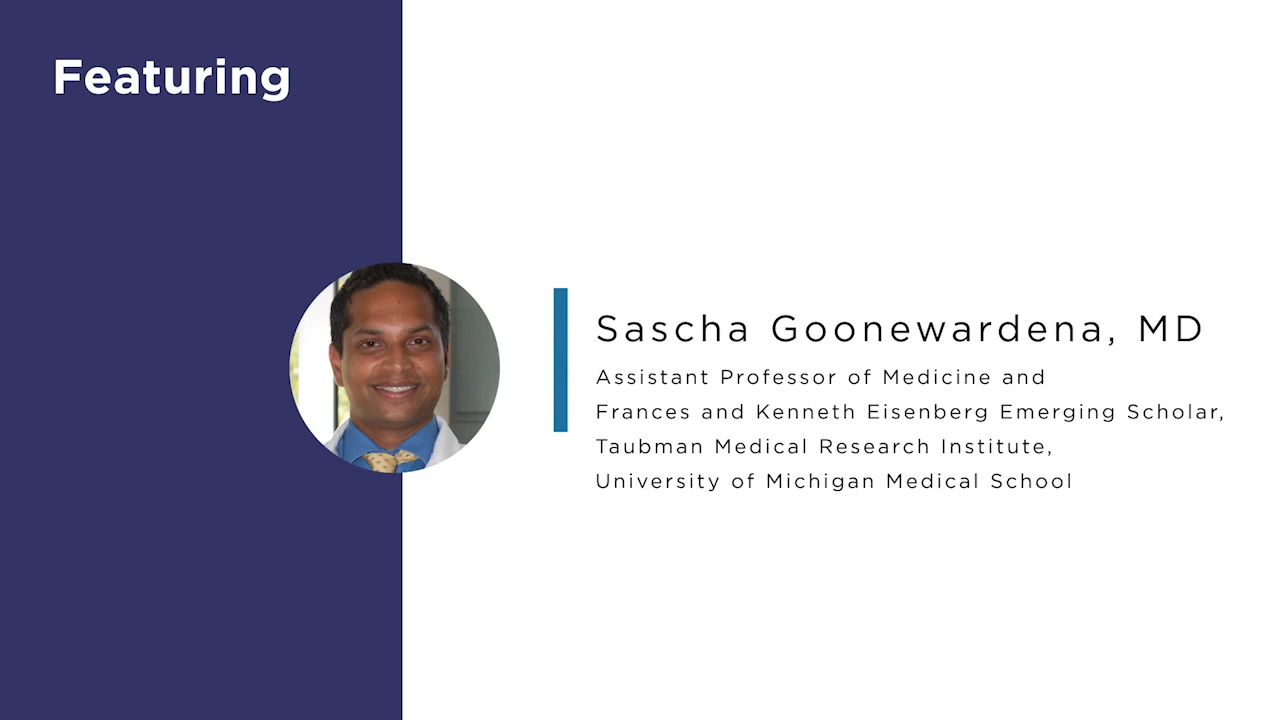 Featuring
Sascha Goonewardena, MD
Assistant Professor of Medicine and
Frances and Kenneth Eisenberg Emerging Scholar,
Taubman Medical Research Institute,
University of Michigan Medical School